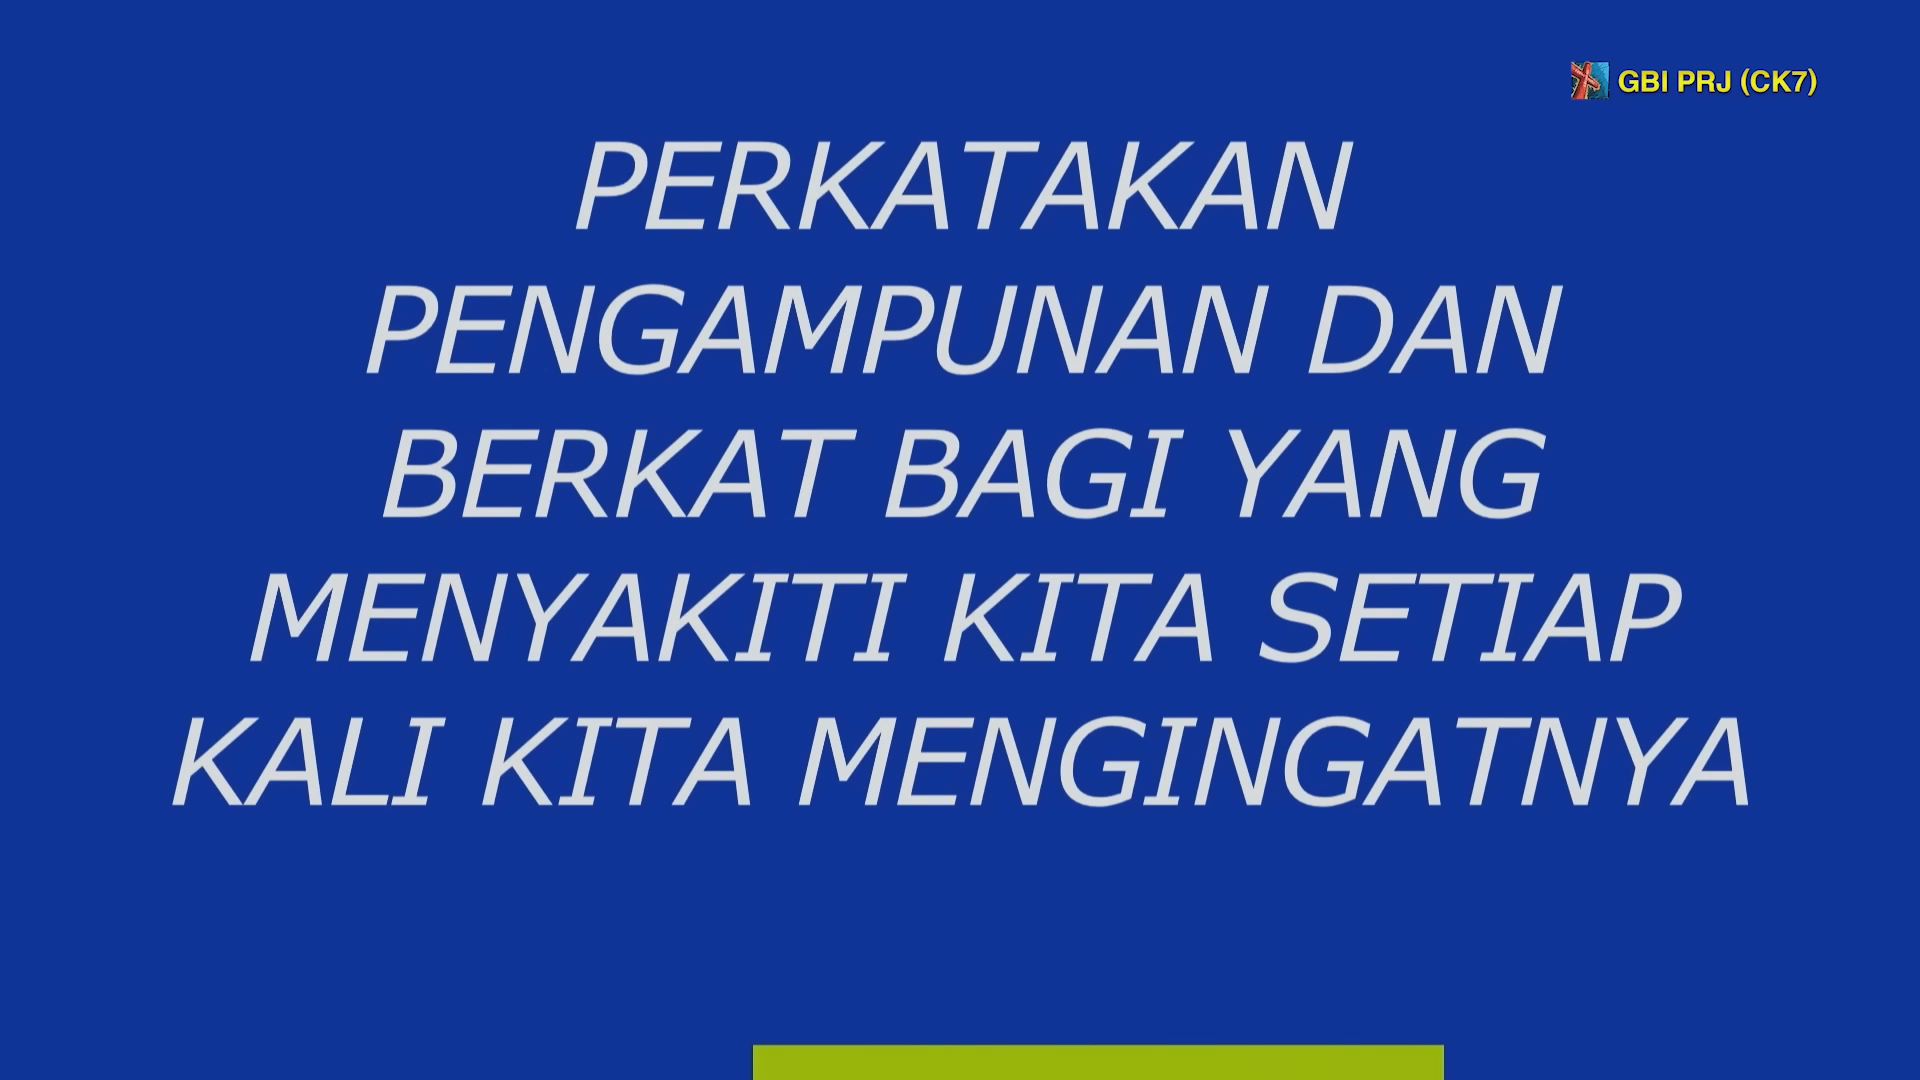 GBI PRJ (CK7)
PERKATAKAN
PENGAMPUNAN DAN
BERKAT BAGI YANG
MENYAKITI KITA SETIAP
KALI KITA MENGINGATNYA